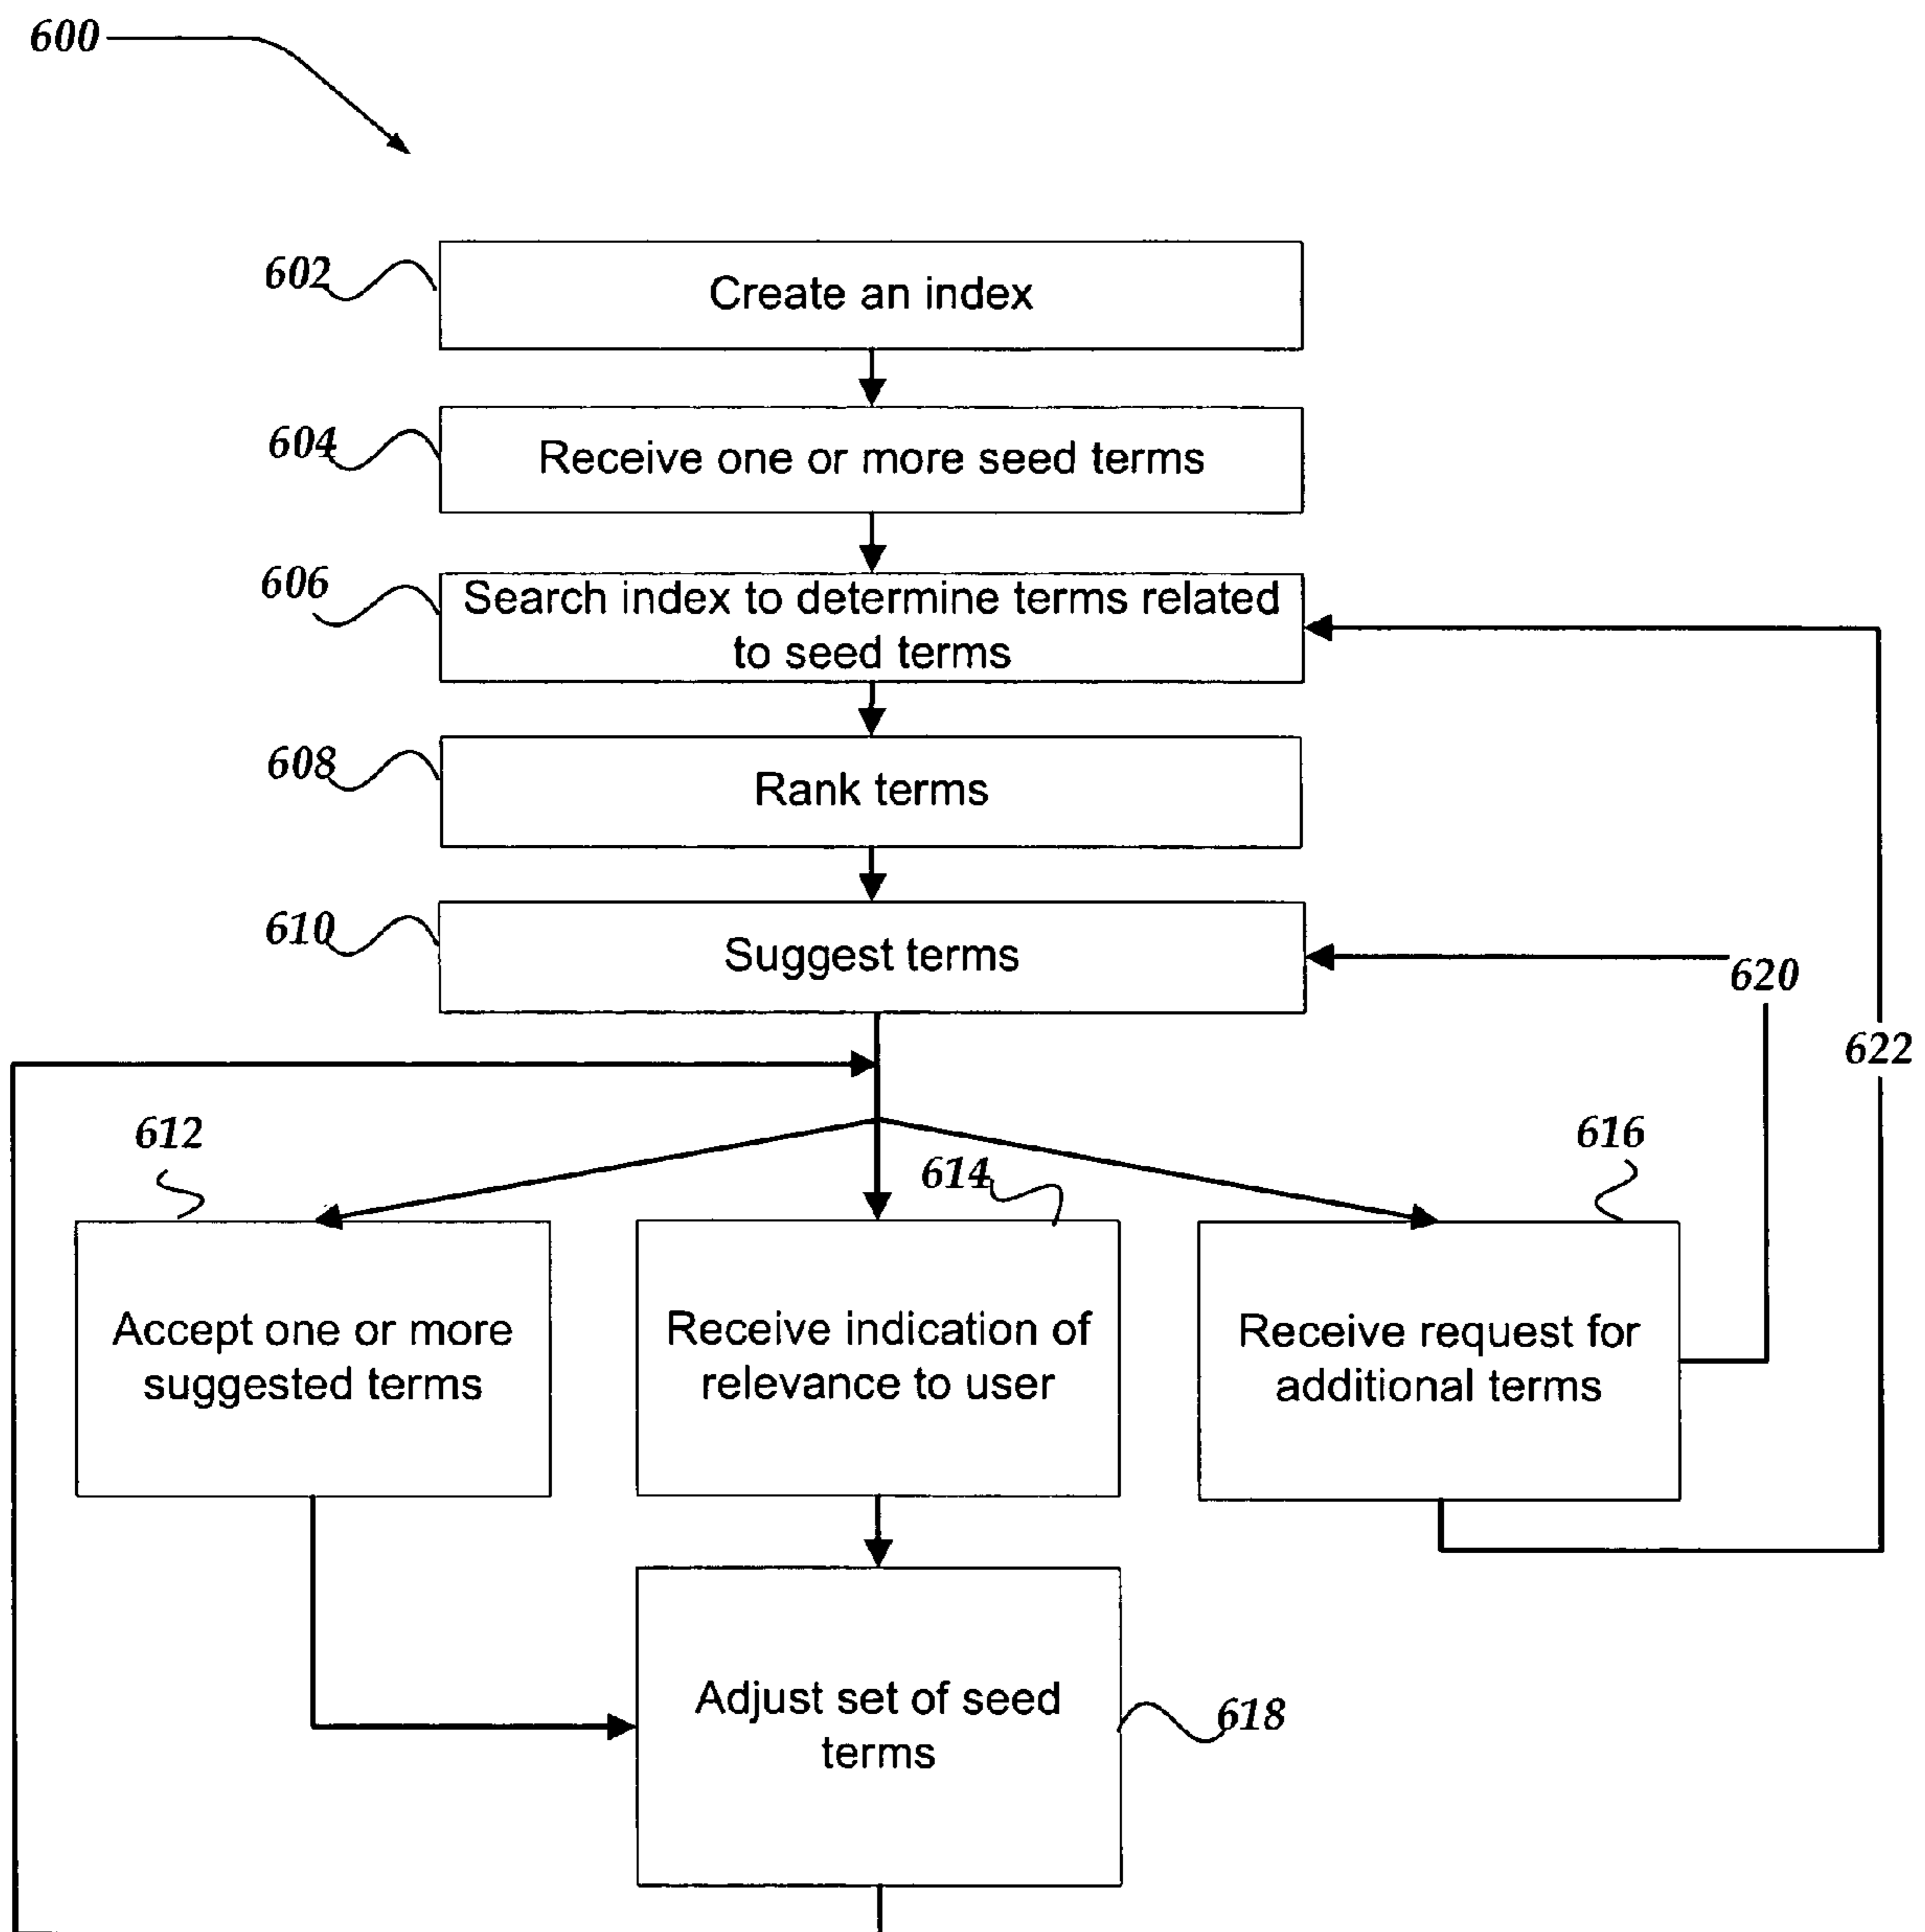 600
602
Create an index
604
Receive one or more seed terms
606
Search index to determine terms related
to seed terms
608
Rank terms
610
Suggest terms
620
622
612
614
616
Accept one or more
suggested terms
Receive indication of
relevance to user
Receive request for
additional terms
Adjust set of seed
terms
618